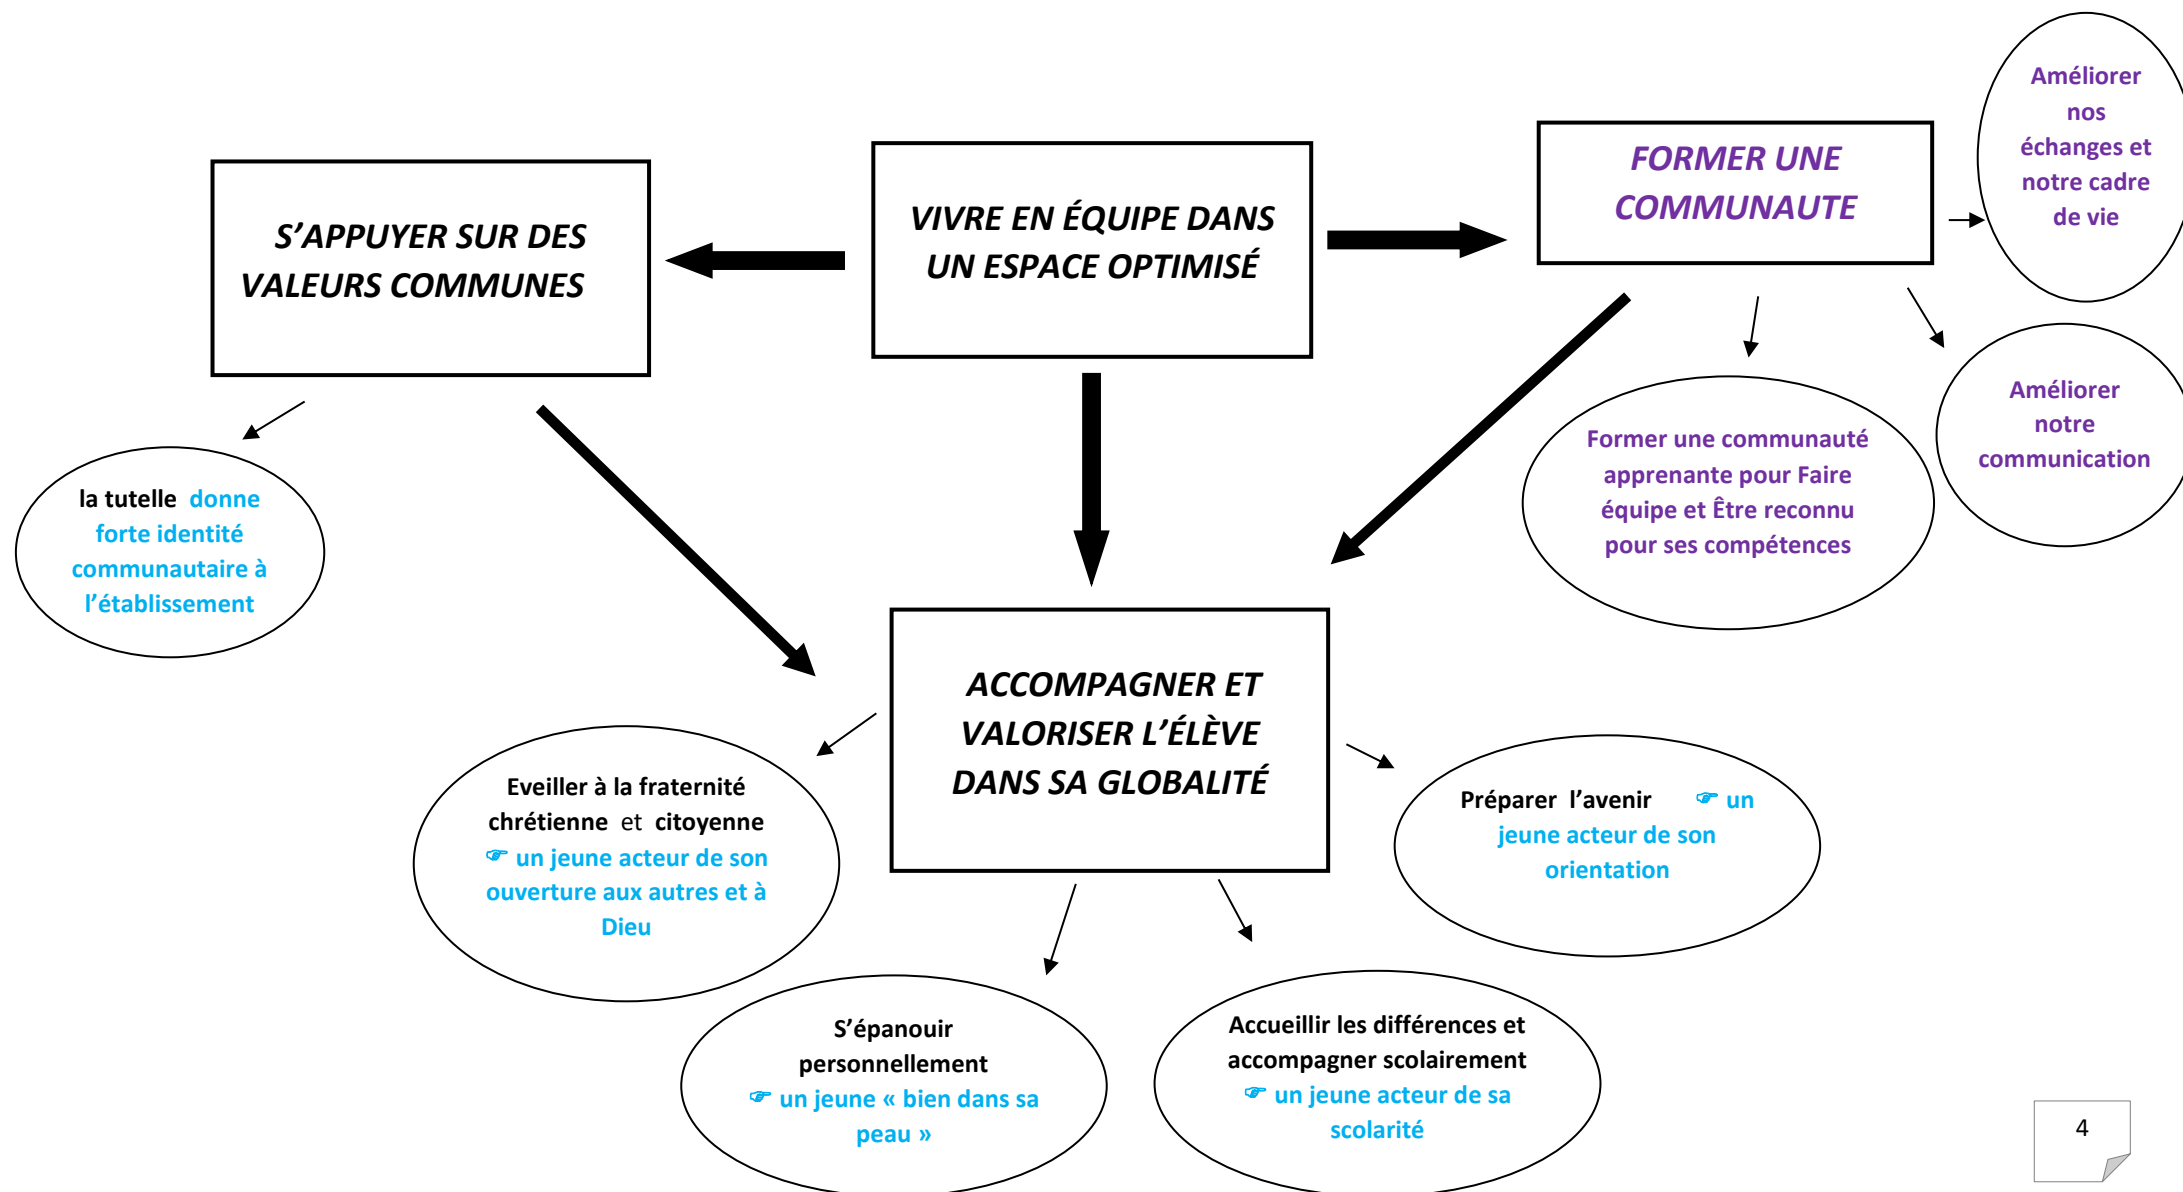 S’APPUYER SUR DES
VALEURS COMMUNES
VIVRE EN ÉQUIPE DANS
UN ESPACE OPTIMISÉ
FORMER UNE
COMMUNAUTE
Améliorer
nos
échanges et
notre cadre
de vie
Améliorer
notre
communication
Former une communauté
apprenante pour Faire
équipe et Être reconnu
pour ses compétences
la tutelle donne
forte identité
communautaire à
l’établissement
ACCOMPAGNER ET
VALORISER L’ÉLÈVE
DANS SA GLOBALITÉ
Eveiller à la fraternité
chrétienne et citoyenne
☞ un jeune acteur de son
ouverture aux autres et à
Dieu
Préparer l’avenir ☞ un
jeune acteur de son
orientation
S’épanouir
personnellement
☞ un jeune « bien dans sa
peau »
Accueillir les différences et
accompagner scolairement
☞ un jeune acteur de sa
scolarité
4